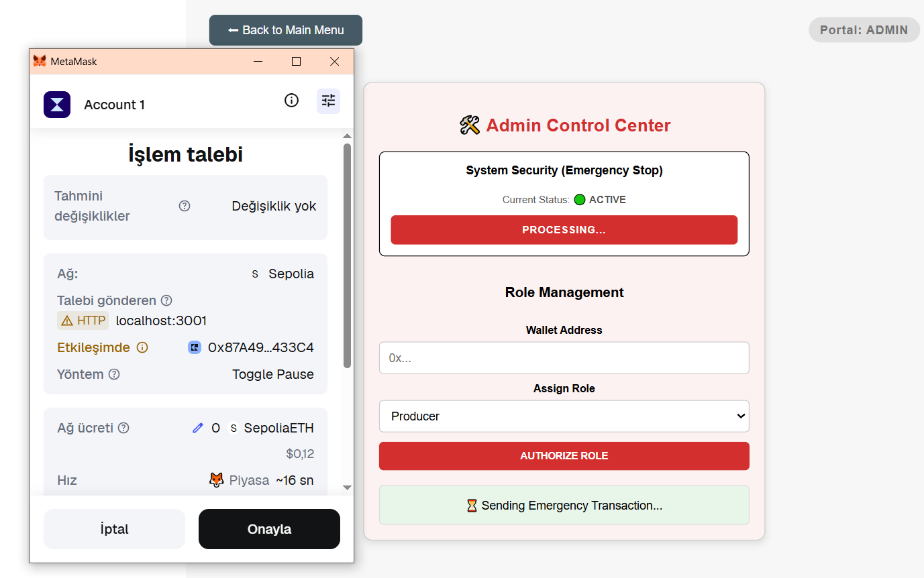 ← Back to Main Menu
Portal: ADMIN
MetaMask
Account 1
İşlem talebi
Tahmini
değişiklikler
Değişiklik yok
Ağ:
S Sepolia
Talebi gönderen
HTTP localhost:3001
Etkileşimde
0x87A49...433C4
Yöntem
Toggle Pause
Ağ ücreti
0 S SepoliaETH
$0,12
Hız
🦊 Piyasa ~16 sn
İptal
Onayla
🛠 Admin Control Center
System Security (Emergency Stop)
Current Status: 🟢 ACTIVE
PROCESSING...
Role Management
Wallet Address
0x...
Assign Role
Producer
AUTHORIZE ROLE
⏳ Sending Emergency Transaction...